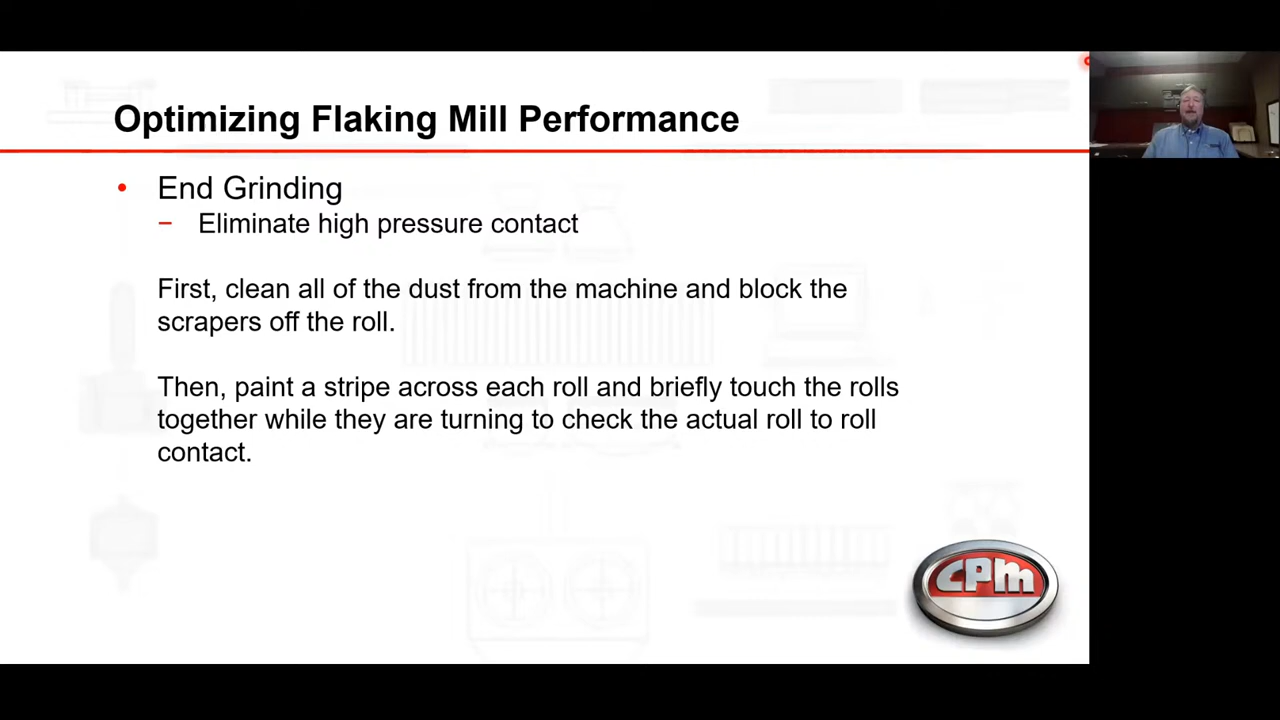 Optimizing Flaking Mill Performance
• End Grinding
– Eliminate high pressure contact
First, clean all of the dust from the machine and block the
scrapers off the roll.
Then, paint a stripe across each roll and briefly touch the rolls
together while they are turning to check the actual roll to roll
contact.
CPM